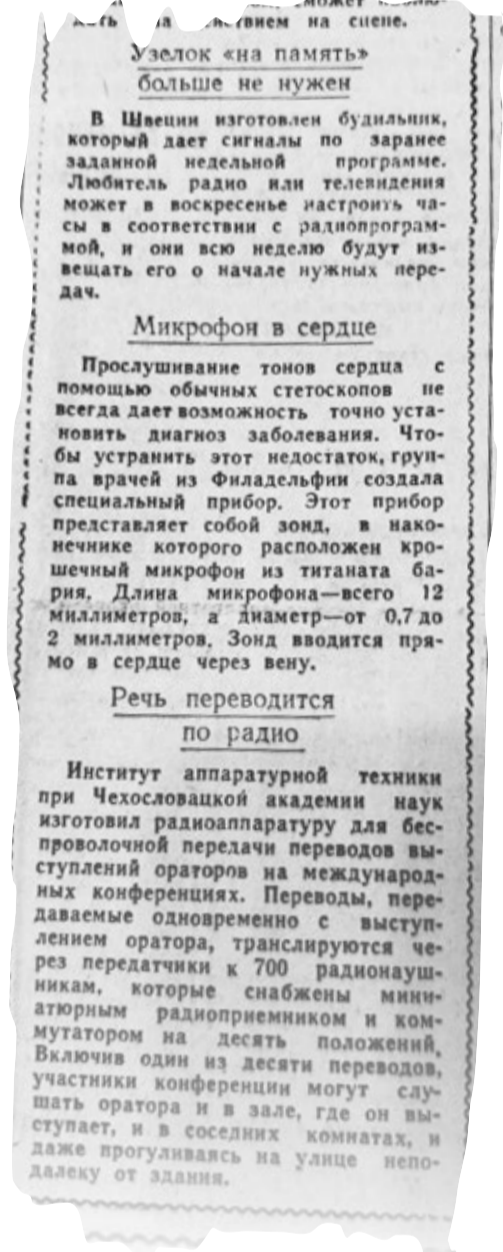 может
на сцене.
Узелок «на память»
больше не нужен
В Швеции изготовлен будильник,
который дает сигналы по заранее
заданной недельной программе.
Любитель радио или телевидения
может в воскресенье настроить ча-
сы в соответствии с радиопрограм-
мой, и они всю неделю будут из-
вещать его о начале нужных пере-
дач.
Микрофон в сердце
Прослушивание тонов сердца с
помощью обычных стетоскопов не
всегда дает возможность точно уста-
новить диагноз заболевания. Что-
бы устранить этот недостаток, груп-
па врачей из Филадельфии создала
специальный прибор. Этот прибор
представляет собой зонд, в нако-
нечнике которого расположен кро-
шечный микрофон из титаната ба-
рия. Длина микрофона—всего 12
миллиметров, а диаметр—от 0,7 до
2 миллиметров. Зонд вводится пря-
мо в сердце через вену.
Речь переводится
по радио
Институт аппаратурной техники
при Чехословацкой академии наук
изготовил радиоаппаратуру для бес-
проволочной передачи переводов вы-
ступлений ораторов на международ-
ных конференциях. Переводы, пере-
даваемые одновременно с выступ-
лением оратора, транслируются че-
рез передатчики к 700 радионауш-
никам, которые снабжены мини-
атюрным радиоприемником и ком-
мутатором на десять положений.
Включив один из десяти переводов,
участники конференции могут слу-
шать оратора и в зале, где он вы-
ступает, и в соседних комнатах, и
даже прогуливаясь на улице непо-
далеку от здания.